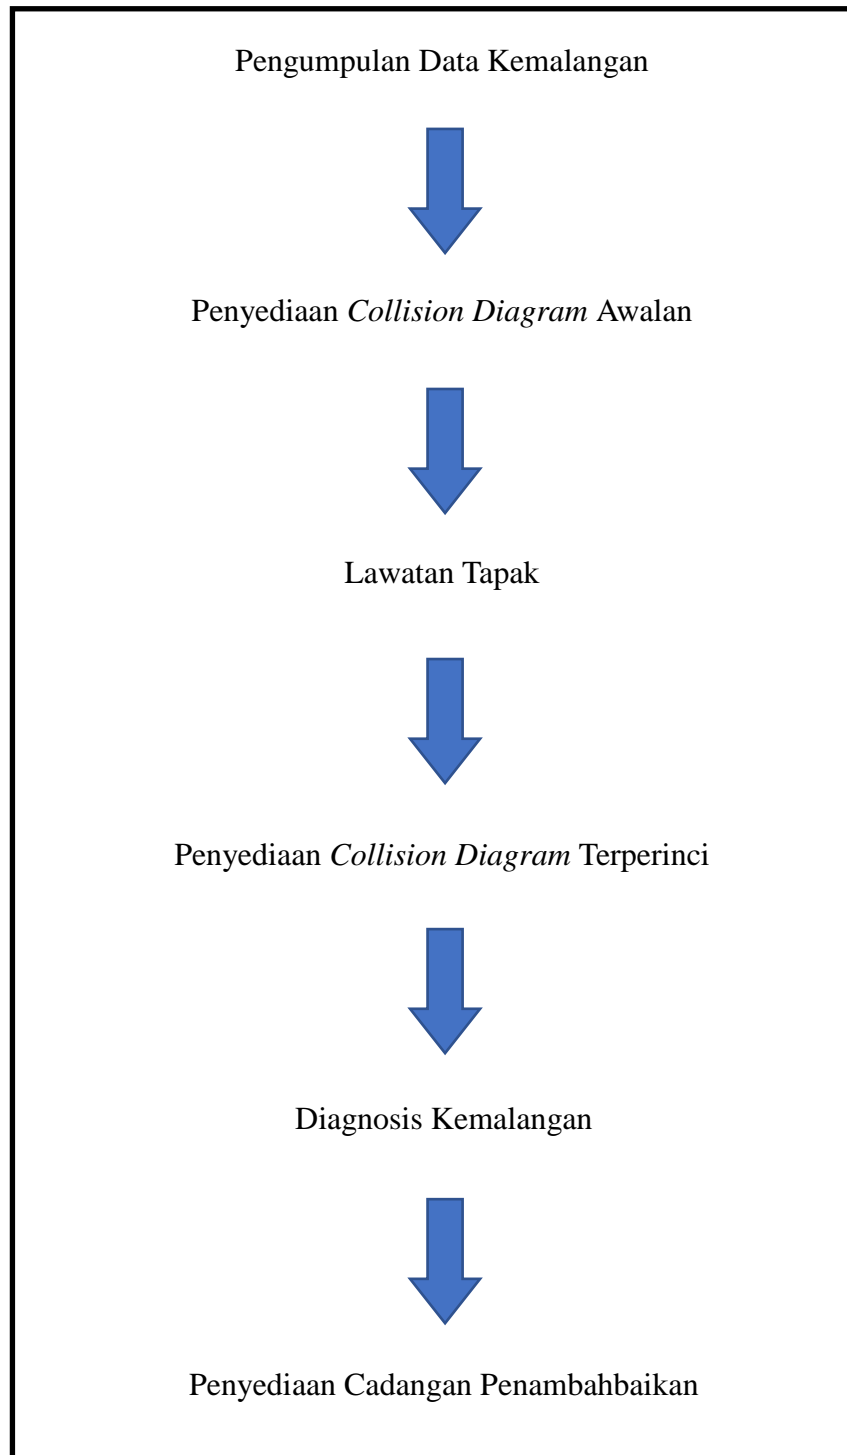 Pengumpulan Data Kemalangan
Penyediaan Collision Diagram Awalan
Lawatan Tapak
Penyediaan Collision Diagram Terperinci
Diagnosis Kemalangan
Penyediaan Cadangan Penambahbaikan